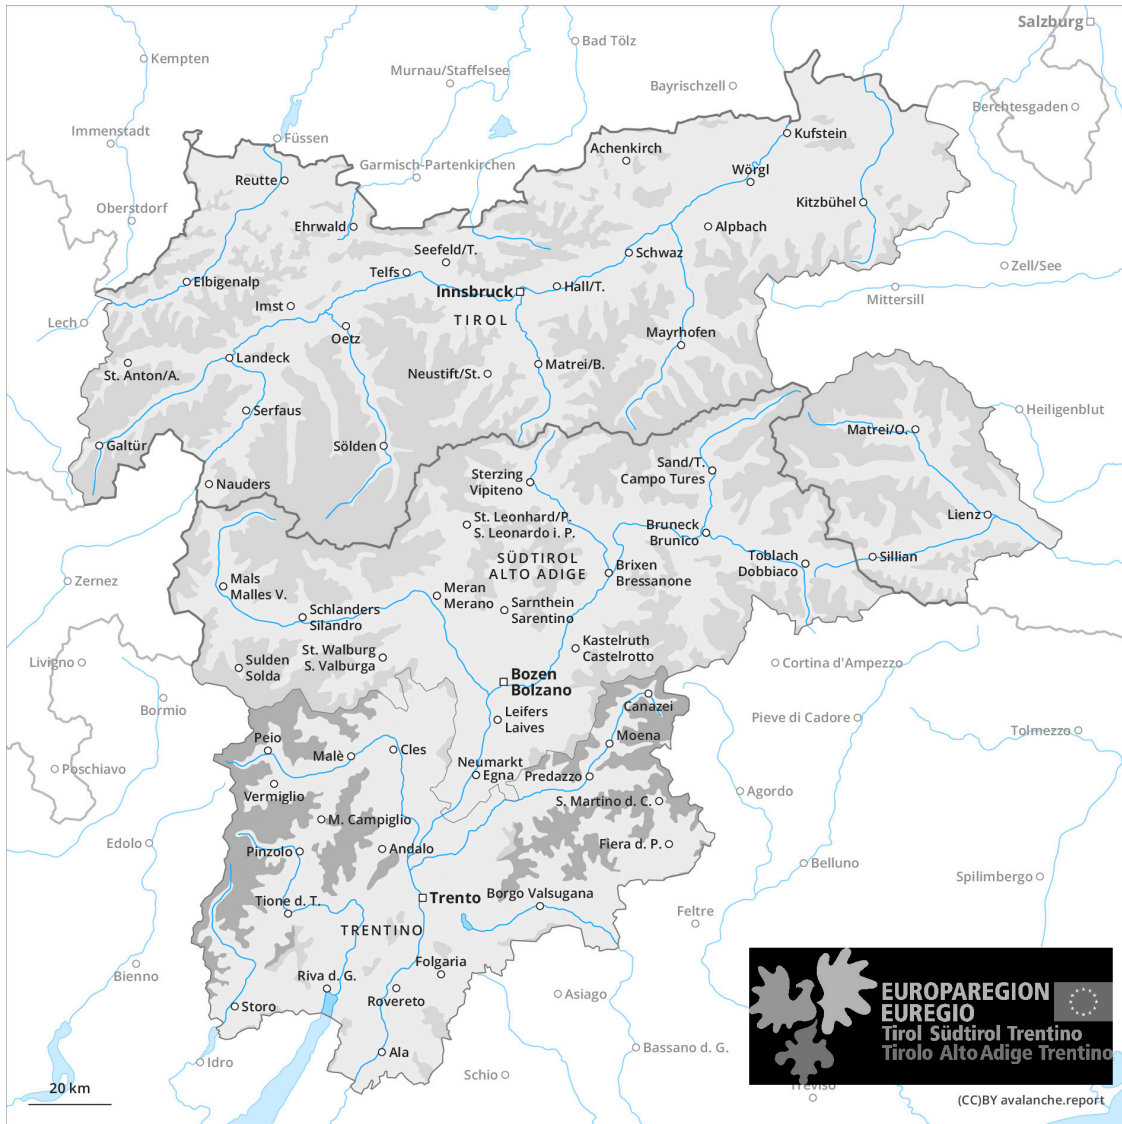 Salzburg
Bad Tölz
Kempten
Murnau/Staffelsee
Bayrischzell
Berchtesgaden
Immenstadt
Füssen
Kufstein
Achenkirch
Garmisch-Partenkirchen
Wörgl
Reutte
Oberstdorf
Kitzbühel
Ehrwald
Alpbach
Seefeld/T.
Schwaz
Telfs
Zell/See
Elbigenalp
Hall/T.
Innsbruck
Mittersill
Imst
TIROL
Lech
Oetz
Mayrhofen
Landeck
Matrei/B.
St. Anton/A.
Neustift/St.
Serfaus
Heiligenblut
Matrei/O.
Galtür
Sölden
Sand/T.
Campo Tures
Sterzing
Vipiteno
Nauders
St. Leonhard/P.
S. Leonardo i. P.
Lienz
Bruneck
Brunico
SÜDTIROL
ALTO ADIGE
Toblach
Dobbiaco
Sillian
Brixen
Bressanone
Zernez
Mals
Malles V.
Meran
Merano
Sarnthein
Sarentino
Schlanders
Silandro
Kastelruth
Castelrotto
St. Walburg
S. Valburga
Livigno
Sulden
Solda
Cortina d'Ampezzo
Bozen
Bolzano
Bormio
Canazei
Leifers
Laives
Pieve di Cadore
Tolmezzo
Peio
Moena
Cles
Malè
Neumarkt
Egna
Poschiavo
Predazzo
Vermiglio
Agordo
S. Martino d. C.
M. Campiglio
Edolo
Fiera d. P.
Pinzolo
Andalo
Belluno
Spilimbergo
Borgo Valsugana
Trento
Tione d. T.
Feltre
TRENTINO
Folgaria
Bienno
Riva d. G.
Rovereto
Asiago
Storo
EUROPAREGION
EUREGIO
Tirol Südtirol Trentino
Tirolo Alto Adige Trentino
Bassano d. G.
Ala
Idro
Schio
Treviso
20 km
(CC)BY avalanche.report